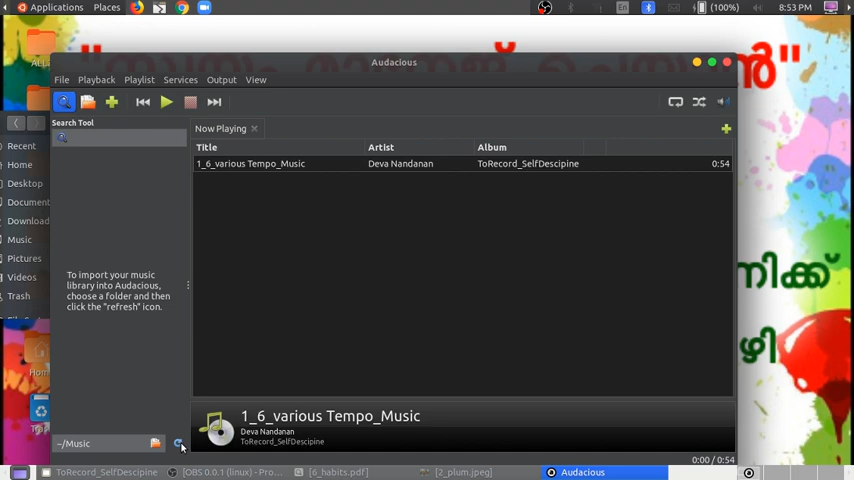 Applications Places En (100%) 8:53 PM
Audacious
File Playback Playlist Services Output View
Search Tool
Now Playing
Title Artist Album
1_6_various Tempo_Music Deva Nandanan ToRecord_SelfDescipine 0:54
Recent
Home
Desktop
Document
Download
Music
Pictures
Videos
Trash
To import your music
library into Audacious,
choose a folder and then
click the "refresh" icon.
~/Music
1_6_various Tempo_Music
Deva Nandanan
ToRecord_SelfDescipine
0:00 / 0:54
ToRecord_SelfDescipine [OBS 0.0.1 (linux) - Pro... [6_habits.pdf] [2_plum.jpeg] Audacious